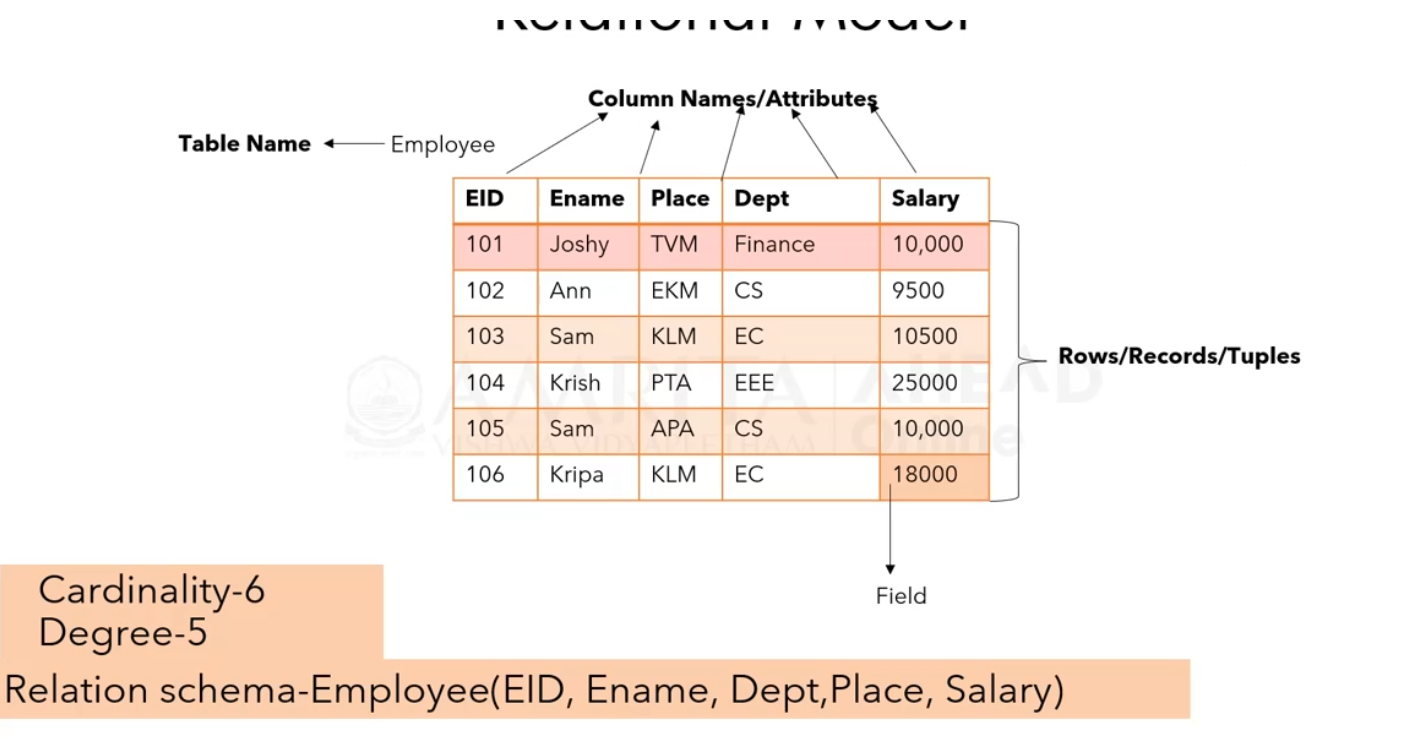 Relational Model
Column Names/Attributes
Table Name
Employee
EID Ename Place Dept Salary
101 Joshy TVM Finance 10,000
102 Ann EKM CS 9500
103 Sam KLM EC 10500
104 Krish PTA EEE 25000
105 Sam APA CS 10,000
106 Kripa KLM EC 18000
Rows/Records/Tuples
AMRITA AHEAD
VISHWA VIDYAPEETHAM Online
Field
Cardinality-6
Degree-5
Relation schema-Employee(EID, Ename, Dept,Place, Salary)